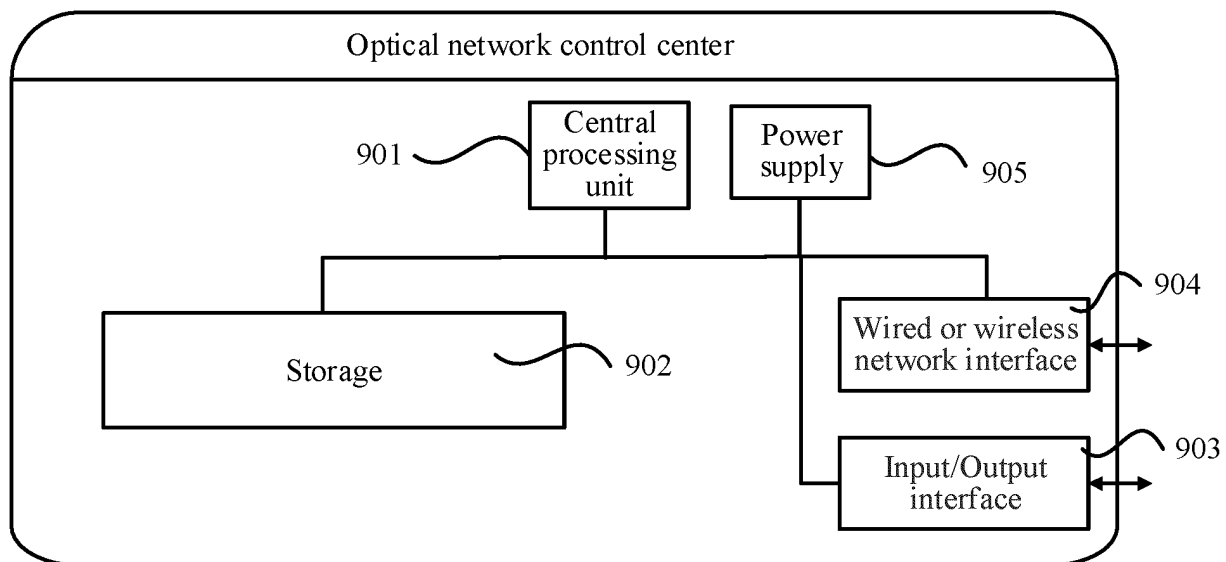 Optical network control center
Central
processing
unit
901
Power
supply
905
904
Wired or wireless
network interface
Storage
902
903
Input/Output
interface